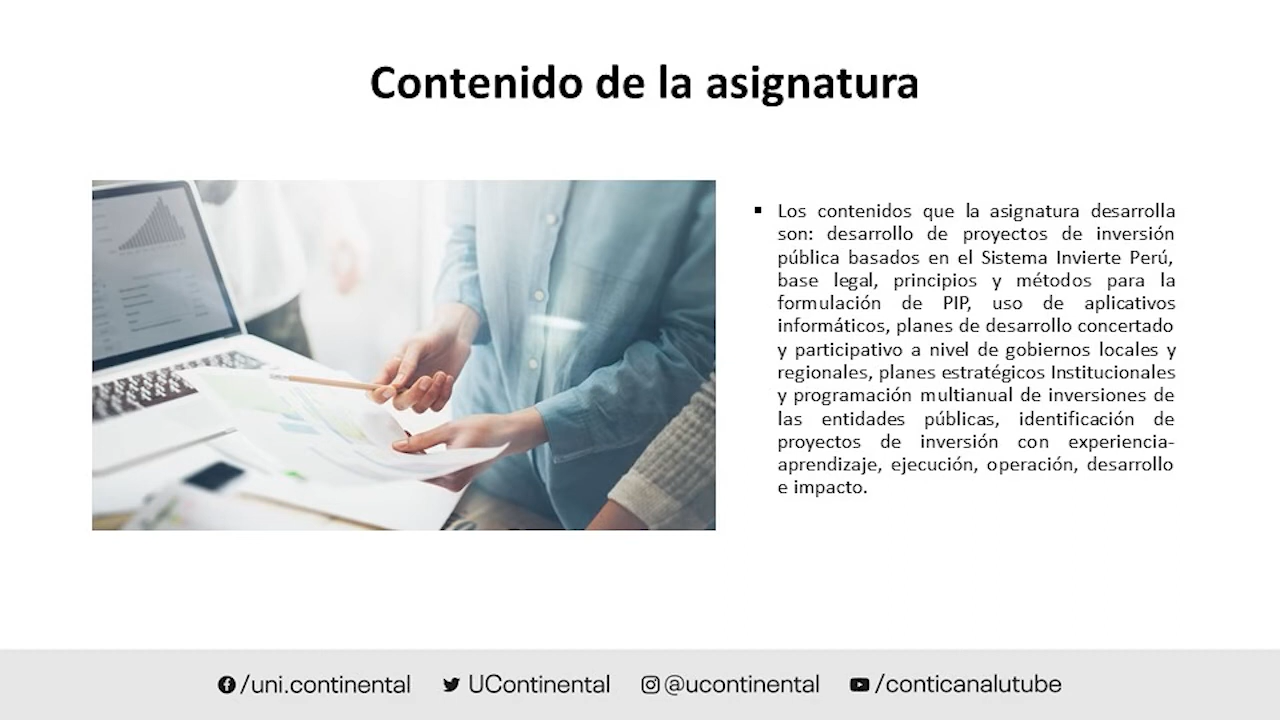 Contenido de la asignatura
▪ Los contenidos que la asignatura desarrolla
son: desarrollo de proyectos de inversión
pública basados en el Sistema Invierte Perú,
base legal, principios y métodos para la
formulación de PIP, uso de aplicativos
informáticos, planes de desarrollo concertado
y participativo a nivel de gobiernos locales y
regionales, planes estratégicos Institucionales
y programación multianual de inversiones de
las entidades públicas, identificación de
proyectos de inversión con experiencia-
aprendizaje, ejecución, operación, desarrollo
e impacto.
/uni.continental UContinental @ucontinental /conticanalutube